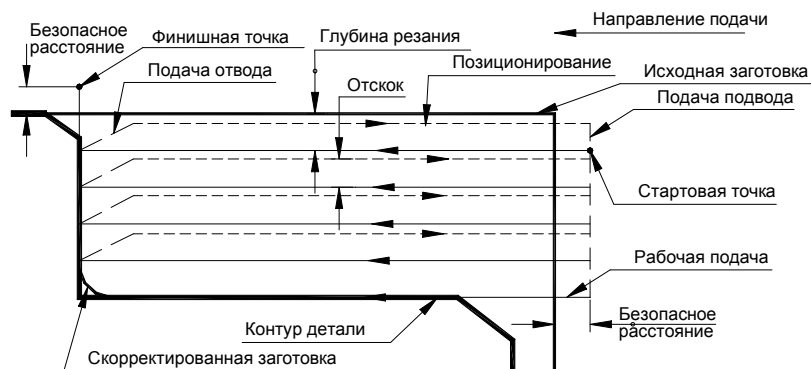 Безопасное
расстояние
Финишная точка
Глубина резания
Направление подачи
Подача отвода
Позиционирование
Исходная заготовка
Отскок
Подача подвода
Стартовая точка
Рабочая подача
Контур детали
Безопасное
расстояние
Скорректированная заготовка